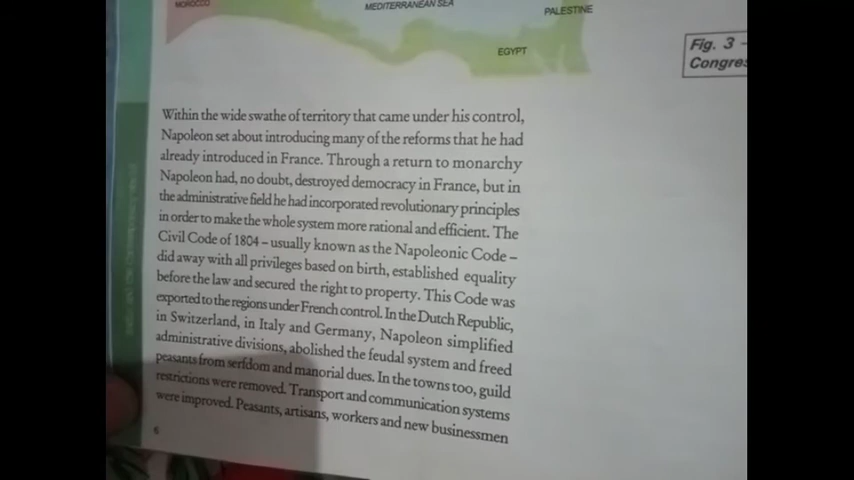 MOROCCO
MEDITERRANEAN SEA
PALESTINE
EGYPT
Fig. 3 –
Congres
Within the wide swathe of territory that came under his control,
Napoleon set about introducing many of the reforms that he had
already introduced in France. Through a return to monarchy
Napoleon had, no doubt, destroyed democracy in France, but in
the administrative field he had incorporated revolutionary principles
in order to make the whole system more rational and efficient. The
Civil Code of 1804 – usually known as the Napoleonic Code –
did away with all privileges based on birth, established equality
before the law and secured the right to property. This Code was
exported to the regions under French control. In the Dutch Republic,
in Switzerland, in Italy and Germany, Napoleon simplified
administrative divisions, abolished the feudal system and freed
peasants from serfdom and manorial dues. In the towns too, guild
restrictions were removed. Transport and communication systems
were improved. Peasants, artisans, workers and new businessmen
6